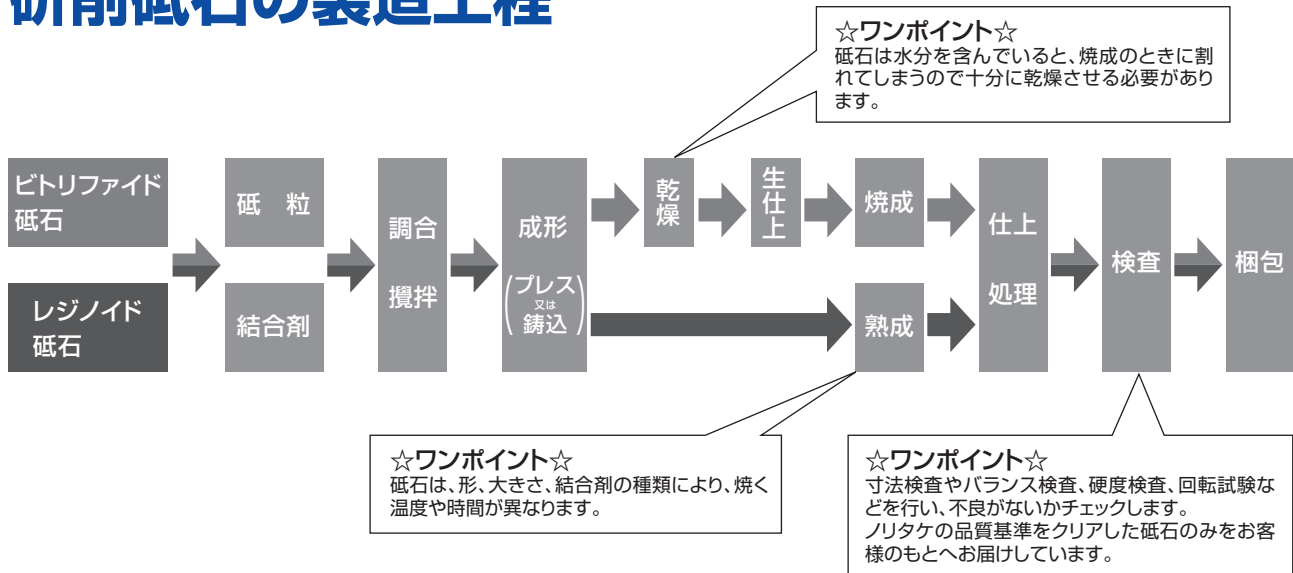 研削砥石の製造工程
☆ワンポイント☆
砥石は水分を含んでいると、焼成のときに割
れてしまうので十分に乾燥させる必要があり
ます。
ビトリファイド
砥石
レジノイド
砥石
砥 粒
結合剤
調合
攪拌
成形
(プレス
又は
鋳込)
乾燥
生仕上
焼成
熟成
仕上
処理
検査
梱包
☆ワンポイント☆
砥石は、形、大きさ、結合剤の種類により、焼く
温度や時間が異なります。
☆ワンポイント☆
寸法検査やバランス検査、硬度検査、回転試験な
どを行い、不良がないかチェックします。
ノリタケの品質基準をクリアした砥石のみをお客
様のもとへお届けしています。